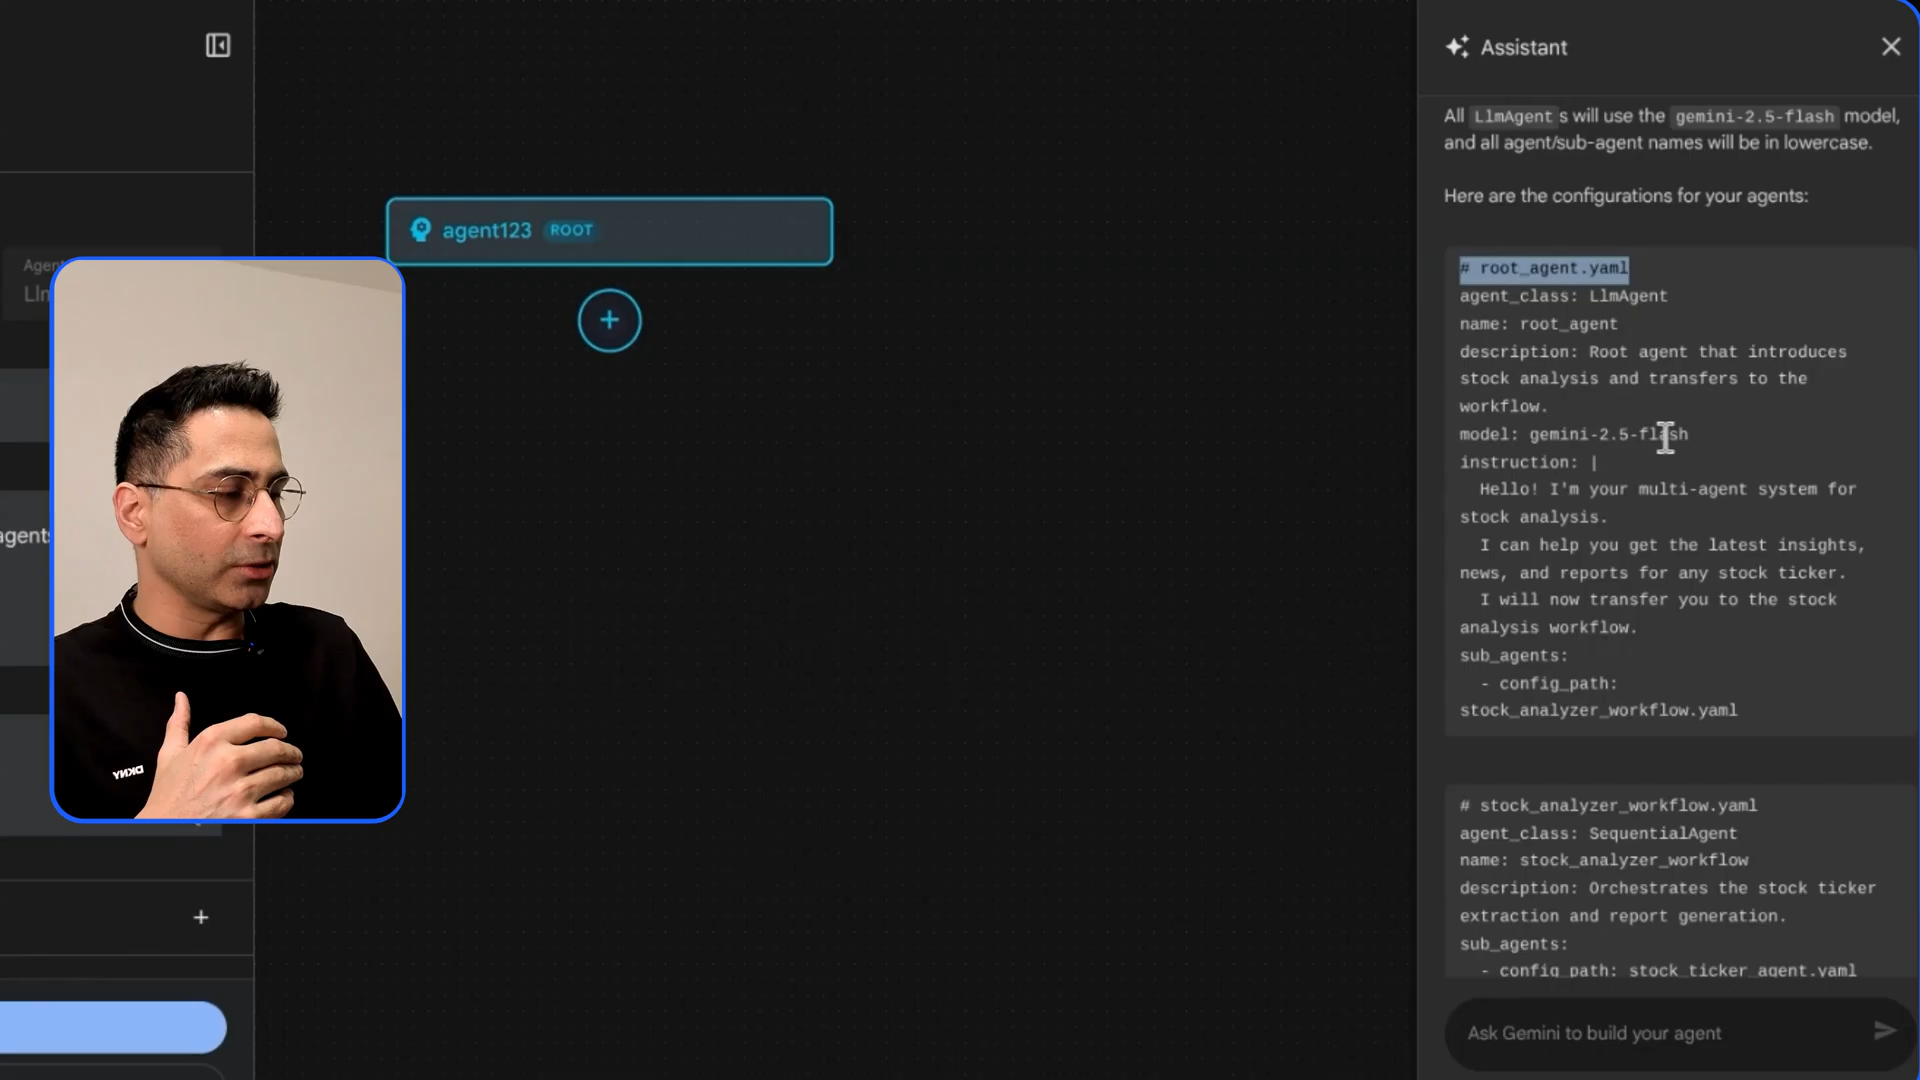 Assistant
All LlmAgent s will use the gemini-2.5-flash model,
and all agent/sub-agent names will be in lowercase.
Here are the configurations for your agents:
# root_agent.yaml
agent_class: LlmAgent
name: root_agent
description: Root agent that introduces
stock analysis and transfers to the
workflow.
model: gemini-2.5-flash
instruction: |
Hello! I'm your multi-agent system for
stock analysis.
I can help you get the latest insights,
news, and reports for any stock ticker.
I will now transfer you to the stock
analysis workflow.
sub_agents:
- config_path:
stock_analyzer_workflow.yaml
# stock_analyzer_workflow.yaml
agent_class: SequentialAgent
name: stock_analyzer_workflow
description: Orchestrates the stock ticker
extraction and report generation.
sub_agents:
- config_path: stock_ticker_agent.yaml
Ask Gemini to build your agent
agent123 ROOT
DKNY